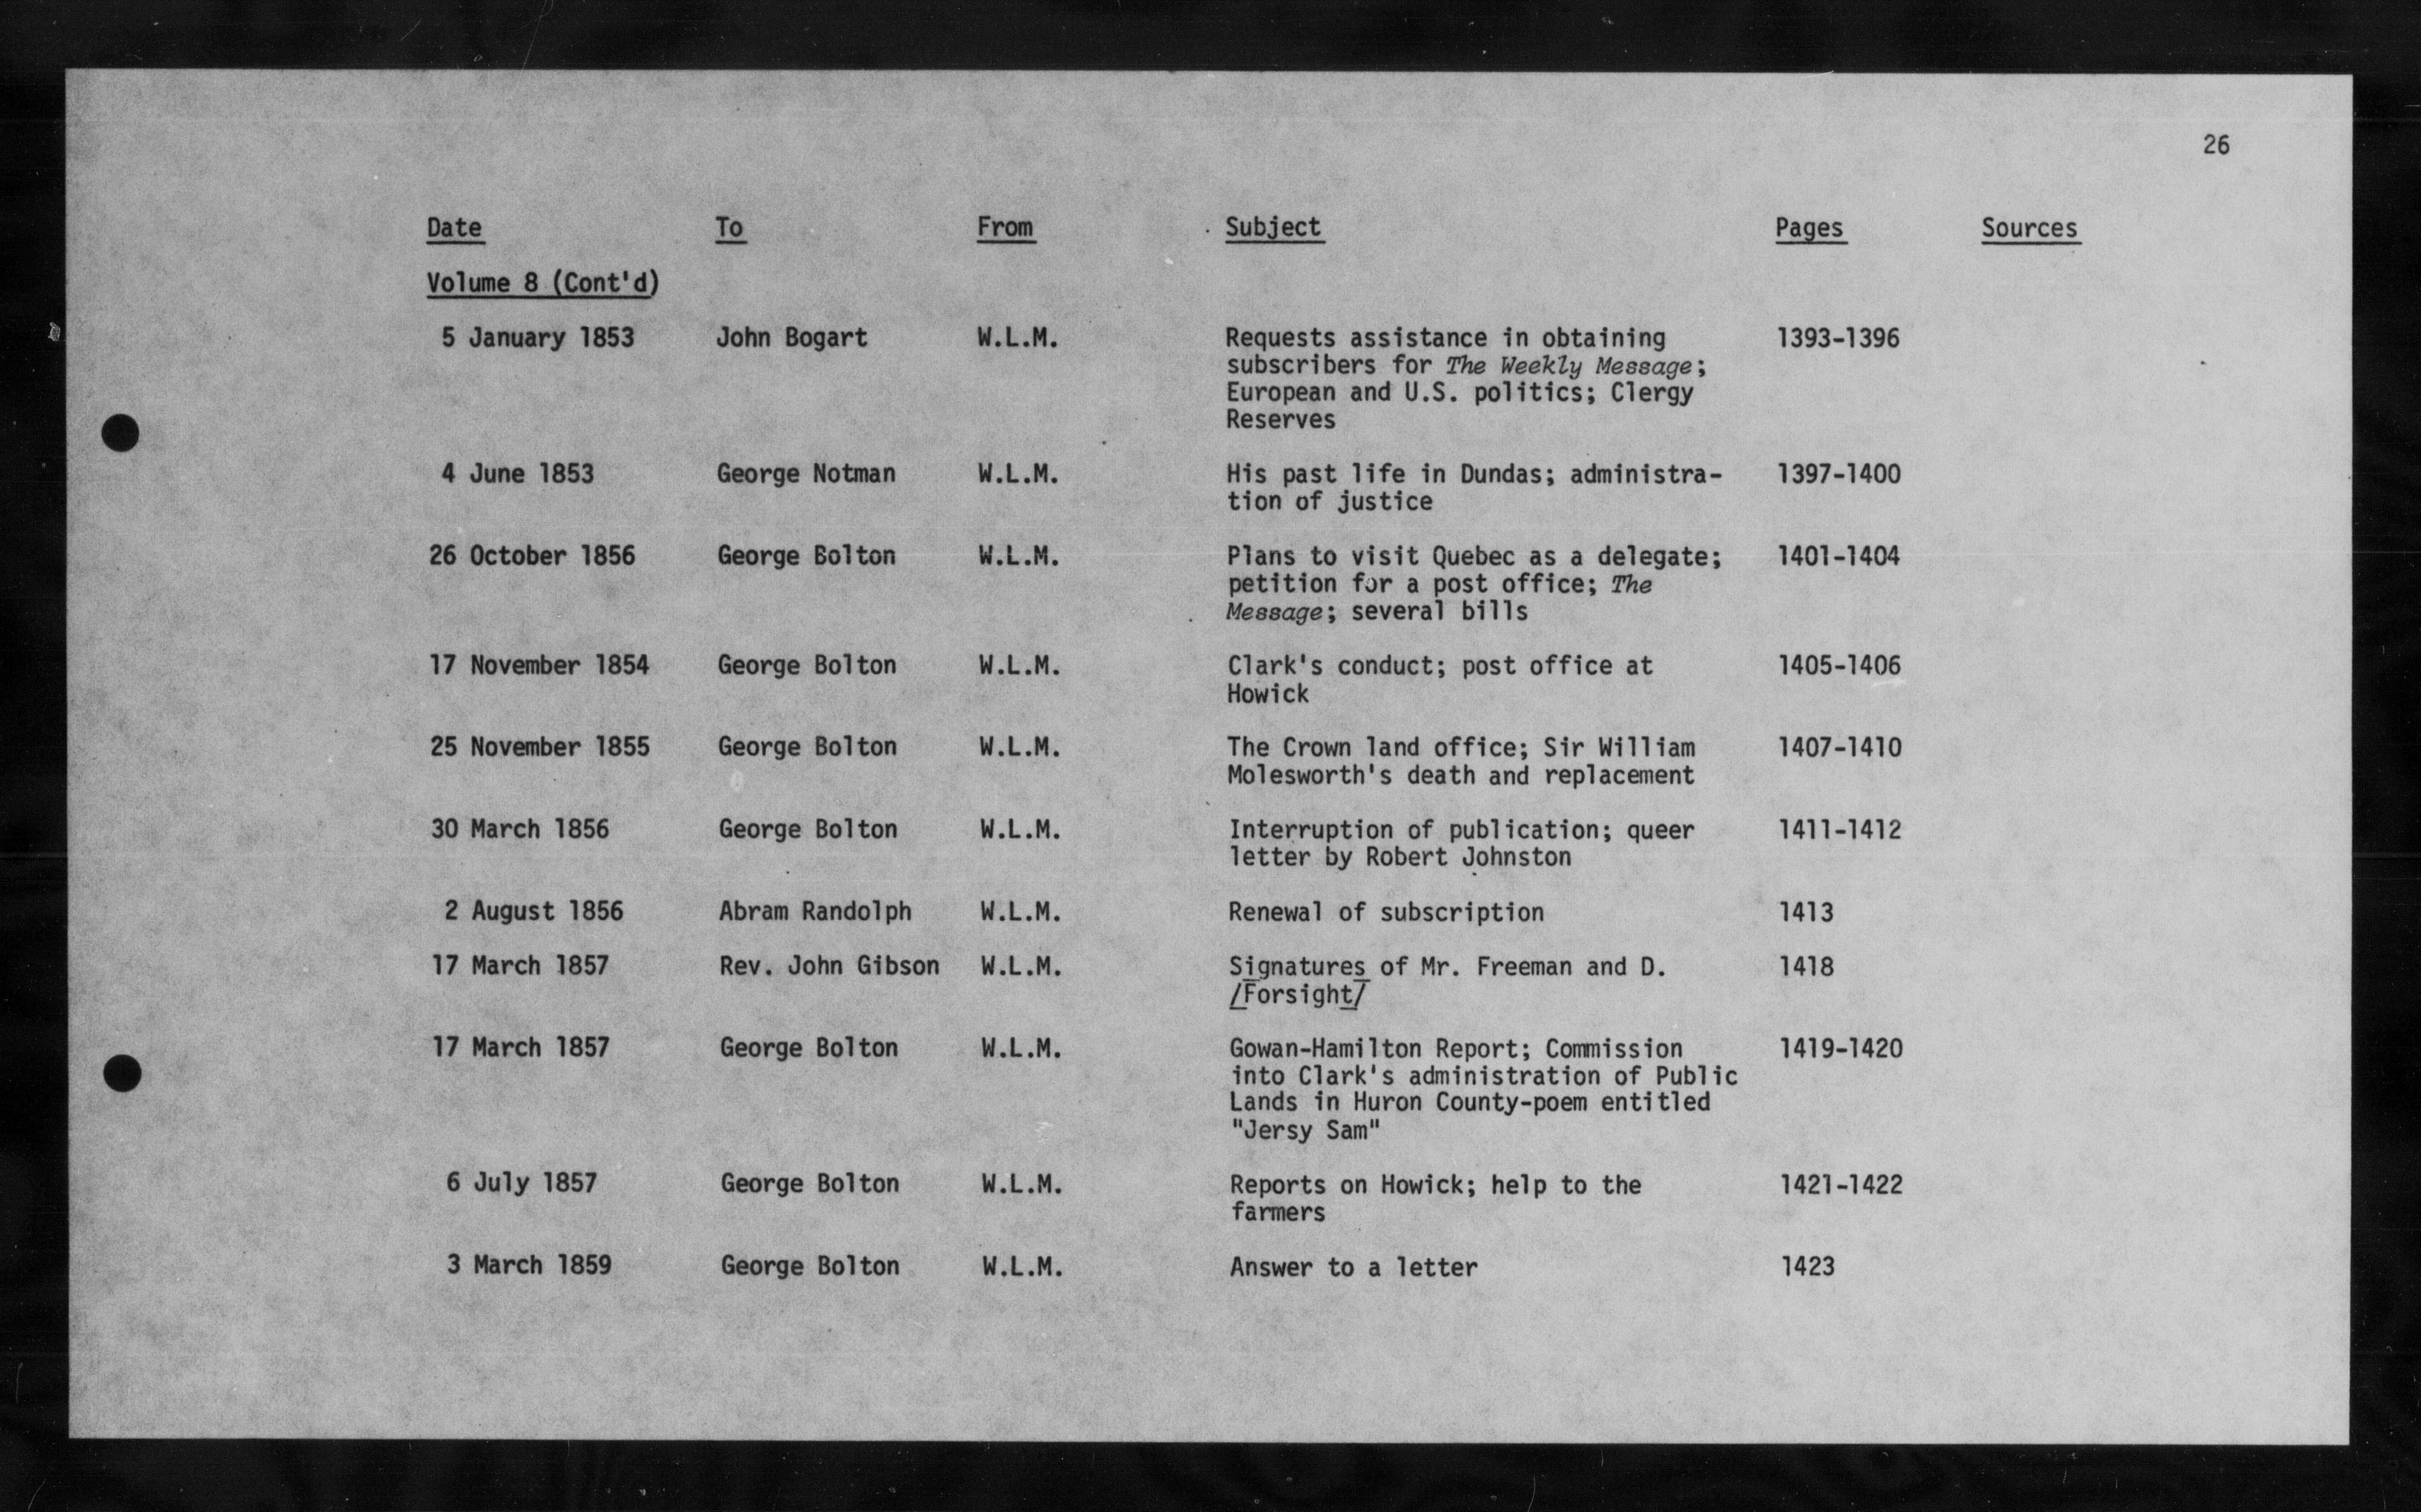 26
Date To From Subject Pages Sources
Volume 8 (Cont'd)
5 January 1853 John Bogart W.L.M. Requests assistance in obtaining 1393-1396
subscribers for The Weekly Message;
European and U.S. politics; Clergy
Reserves
4 June 1853 George Notman W.L.M. His past life in Dundas; administra- 1397-1400
tion of justice
26 October 1856 George Bolton W.L.M. Plans to visit Quebec as a delegate; 1401-1404
petition for a post office; The
Message; several bills
17 November 1854 George Bolton W.L.M. Clark's conduct; post office at 1405-1406
Howick
25 November 1855 George Bolton W.L.M. The Crown land office; Sir William 1407-1410
Molesworth's death and replacement
30 March 1856 George Bolton W.L.M. Interruption of publication; queer 1411-1412
letter by Robert Johnston
2 August 1856 Abram Randolph W.L.M. Renewal of subscription 1413
17 March 1857 Rev. John Gibson W.L.M. Signatures of Mr. Freeman and D. 1418
/Forsight/
17 March 1857 George Bolton W.L.M. Gowan-Hamilton Report; Commission 1419-1420
into Clark's administration of Public
Lands in Huron County-poem entitled
"Jersy Sam"
6 July 1857 George Bolton W.L.M. Reports on Howick; help to the 1421-1422
farmers
3 March 1859 George Bolton W.L.M. Answer to a letter 1423